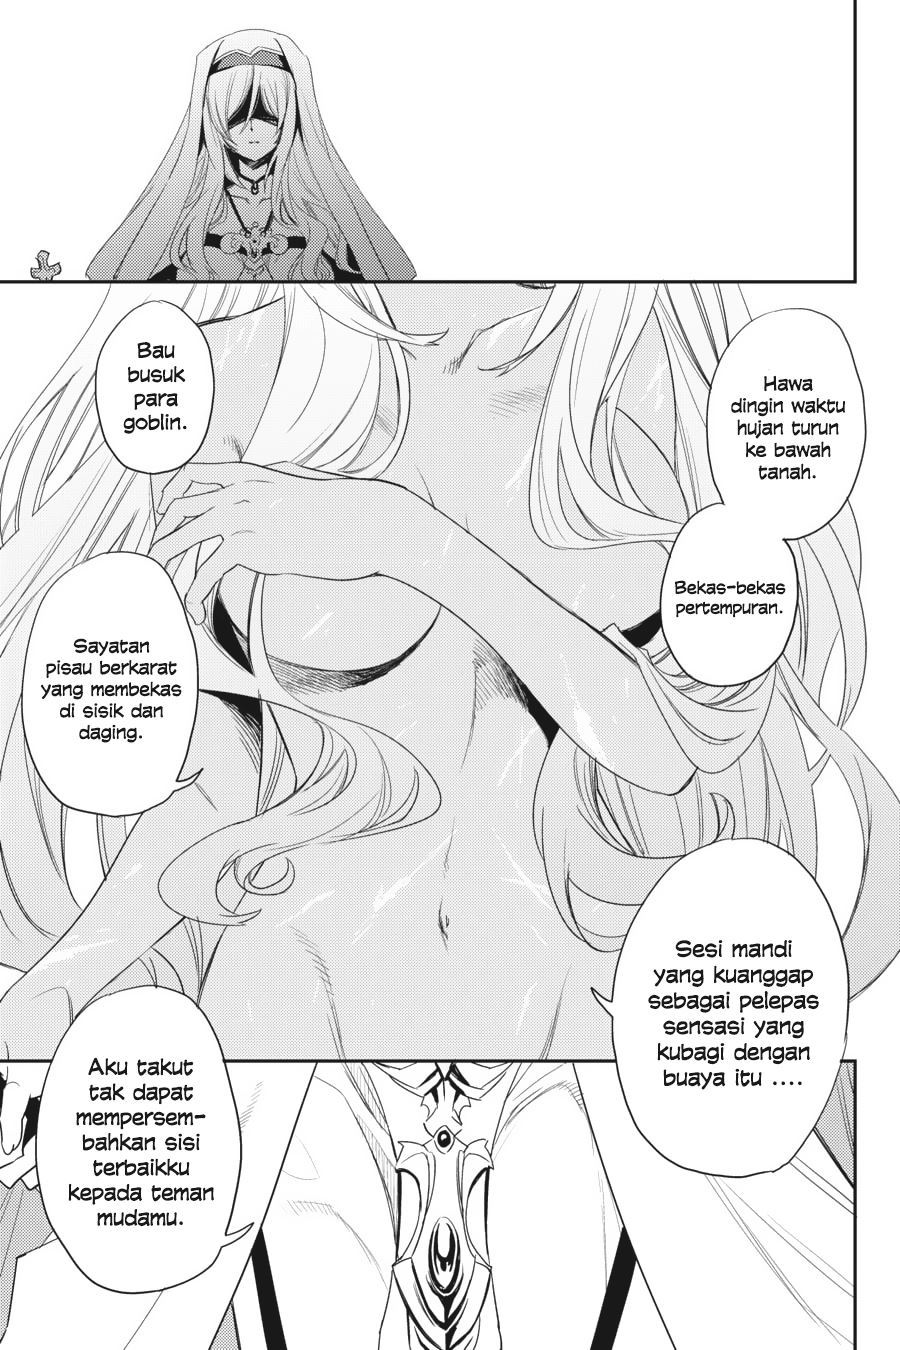 Hawa
dingin waktu
hujan turun
ke bawah
tanah.
Bekas-bekas
pertempuran.
Bau
busuk
para
goblin.
Sayatan
pisau berkarat
yang membekas
di sisik dan
daging.
Sesi mandi
yang kuanggap
sebagai pelepas
sensasi yang
kubagi dengan
buaya itu ....
Aku takut
tak dapat
mempersem-
bahkan sisi
terbaikku
kepada teman
mudamu.